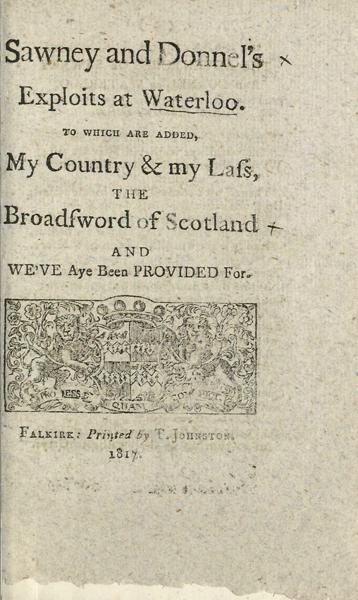 Sawney and Donnel's
Exploits at Waterloo.
TO WHICH ARE ADDED,
My Country & my Laſs,
THE
Broadſword of Scotland
AND
WE'VE Aye Been PROVIDED For.
FALKIRK: Printed by T. JOHNSTON.
1817.